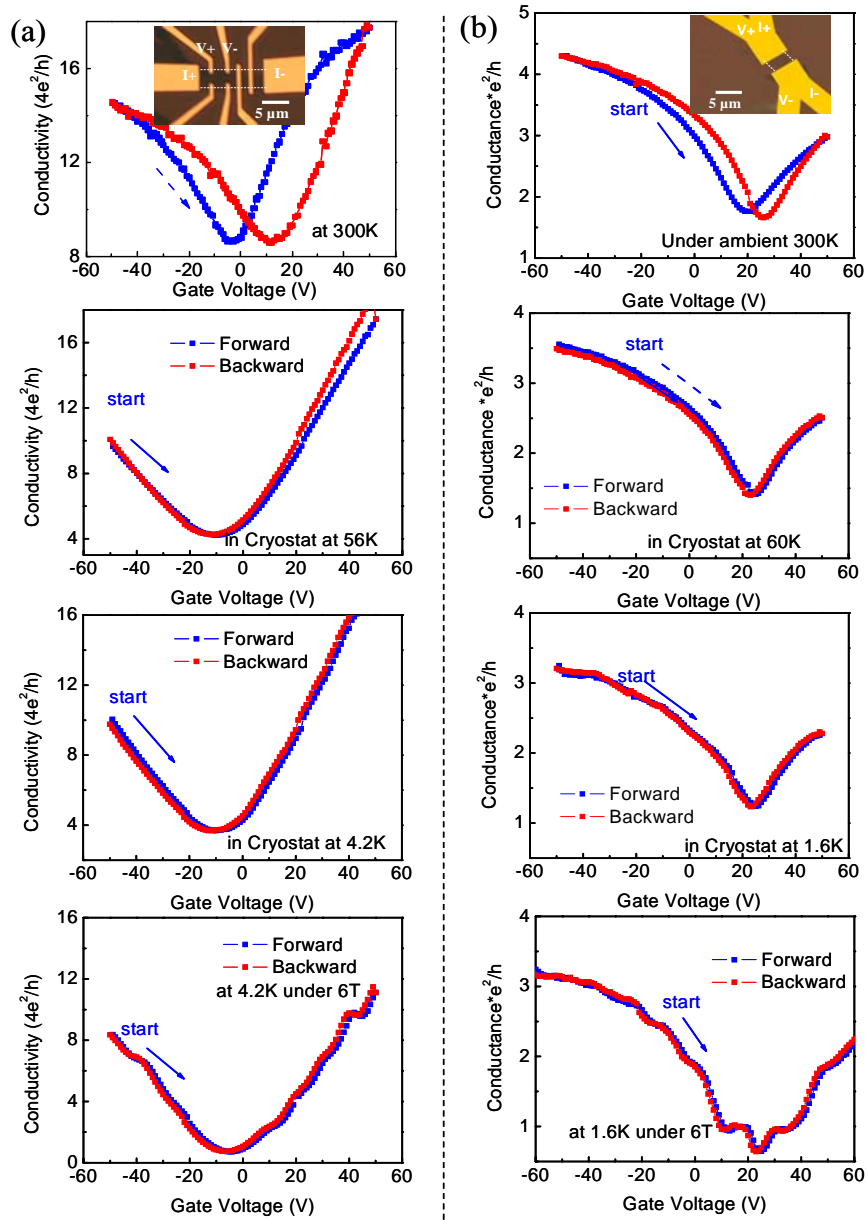 (a)
Conductivity (4e²/h)
16
12
8
V+ V-
I+ I-
5 μm
at 300K
-60 -40 -20 0 20 40 60
Gate Voltage (V)
Conductivity (4e²/h)
16
12
8
4
Forward
Backward
start
in Cryostat at 56K
-60 -40 -20 0 20 40 60
Gate Voltage (V)
Conductivity (4e²/h)
16
12
8
4
Forward
Backward
start
in Cryostat at 4.2K
-60 -40 -20 0 20 40 60
Gate Voltage (V)
Conductivity (4e²/h)
16
12
8
4
0
Forward
Backward
at 4.2K under 6T
start
-60 -40 -20 0 20 40 60
Gate Voltage (V)
(b)
Conductance*e²/h
5
4
3
2
1
V+ I+
V- I-
5 μm
start
Under ambient 300K
-60 -40 -20 0 20 40 60
Gate Voltage (V)
Conductance *e²/h
4
3
2
1
start
Forward
Backward
in Cryostat at 60K
-60 -40 -20 0 20 40 60
Gate Voltage (V)
Conductance*e²/h
4
3
2
1
start
Forward
Backward
in Cryostat at 1.6K
-60 -40 -20 0 20 40 60
Gate Voltage (V)
Conductivity*e²/h
4
3
2
1
Forward
Backward
start
at 1.6K under 6T
-60 -40 -20 0 20 40 60
Gate Voltage (V)